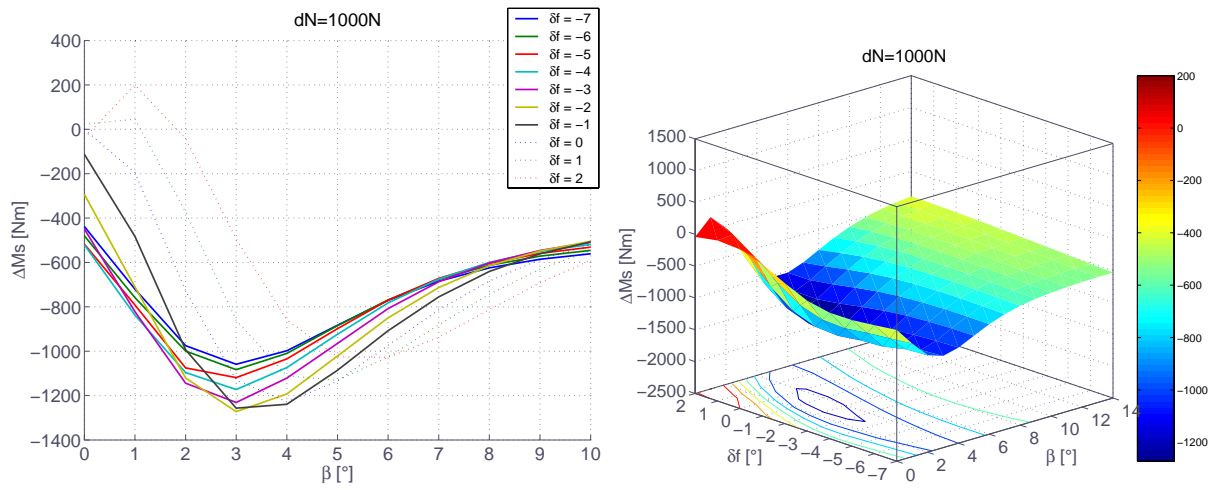 dN=1000N
400
200
0
−200
−400
−600
−800
−1000
−1200
−1400
ΔMs [Nm]
0 1 2 3 4 5 6 7 8 9 10
β [°]
δf = −7
δf = −6
δf = −5
δf = −4
δf = −3
δf = −2
δf = −1
δf = 0
δf = 1
δf = 2
dN=1000N
1500
1000
500
0
−500
−1000
−1500
−2000
−2500
ΔMs [Nm]
2 1 0 −1 −2 −3 −4 −5 −6 −7
δf [°]
0 2 4 6 8 10 12 14
β [°]
200
0
−200
−400
−600
−800
−1000
−1200